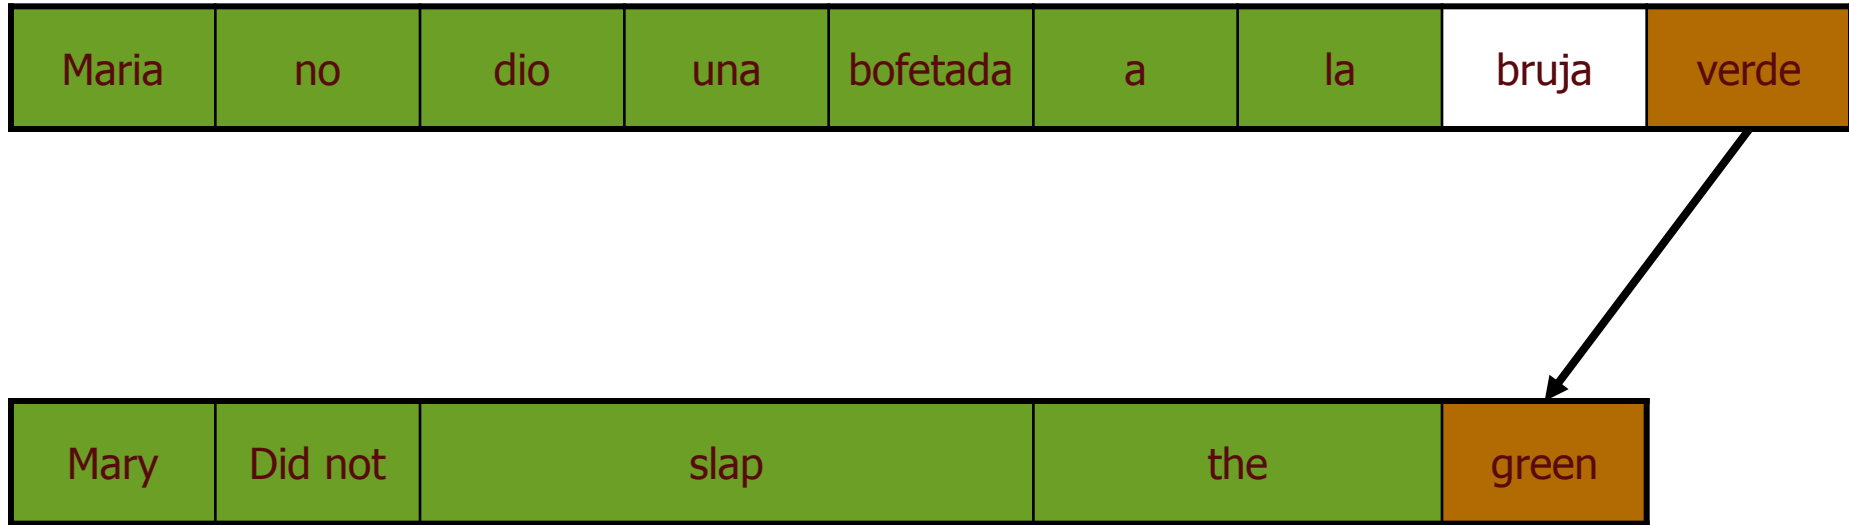 Maria no dio una bofetada a la bruja verde
Mary Did not slap the green